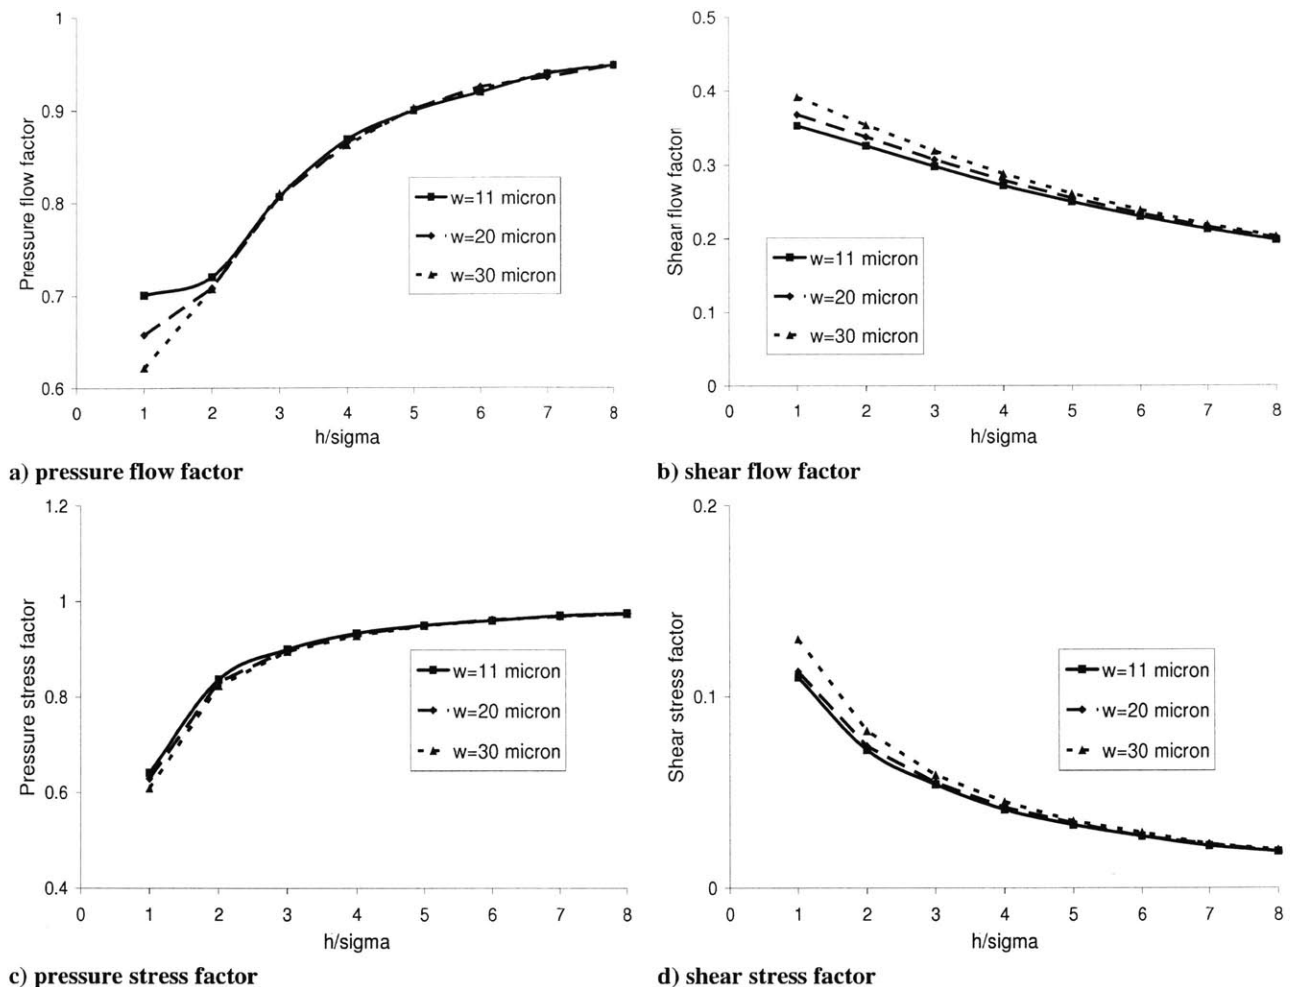 1
0.9
0.8
0.7
0.6
Pressure flow factor
w=11 micron
w=20 micron
w=30 micron
0 1 2 3 4 5 6 7 8
h/sigma
a) pressure flow factor
0.5
0.4
0.3
0.2
0.1
0
Shear flow factor
w=11 micron
w=20 micron
w=30 micron
0 1 2 3 4 5 6 7 8
h/sigma
b) shear flow factor
1.2
1
0.8
0.6
0.4
Pressure stress factor
w=11 micron
w=20 micron
w=30 micron
0 1 2 3 4 5 6 7 8
h/sigma
c) pressure stress factor
0.2
0.1
0
Shear stress factor
w=11 micron
w=20 micron
w=30 micron
0 1 2 3 4 5 6 7 8
h/sigma
d) shear stress factor